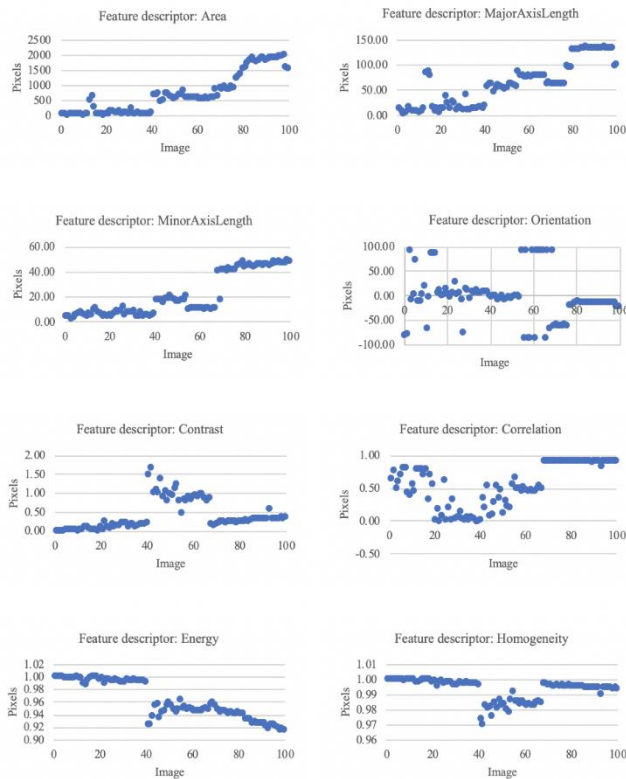 Feature descriptor: Area
2500
2000
1500
1000
500
0
Pixels
0 20 40 60 80 100
Image
Feature descriptor: MajorAxisLength
150.00
100.00
50.00
0.00
Pixels
0 20 40 60 80 100
Image
Feature descriptor: MinorAxisLength
60.00
40.00
20.00
0.00
Pixels
0 20 40 60 80 100
Image
Feature descriptor: Orientation
100.00
50.00
0.00
-50.00
-100.00
Pixels
0 20 40 60 80 100
Image
Feature descriptor: Contrast
2.00
1.50
1.00
0.50
0.00
Pixels
0 20 40 60 80 100
Image
Feature descriptor: Correlation
1.00
0.50
0.00
-0.50
Pixels
0 20 40 60 80 100
Image
Feature descriptor: Energy
1.02
1.00
0.98
0.96
0.94
0.92
0.90
Pixels
0 20 40 60 80 100
Image
Feature descriptor: Homogeneity
1.01
1.00
0.99
0.98
0.97
0.96
Pixels
0 20 40 60 80 100
Image